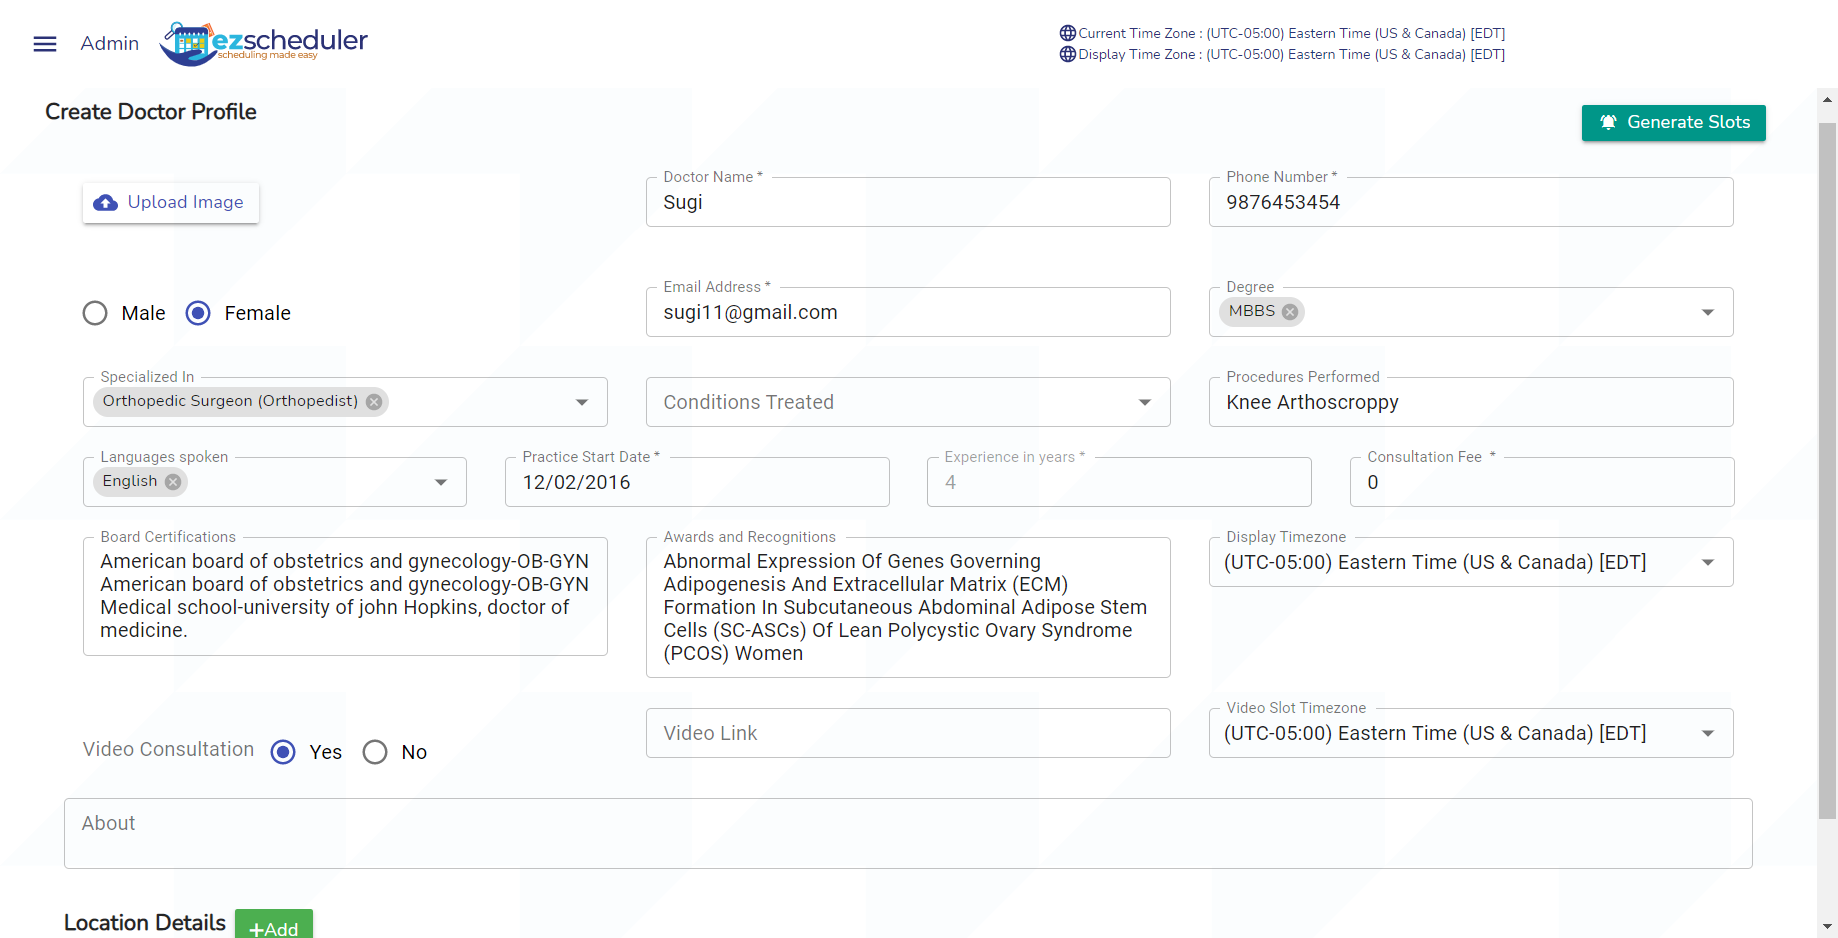 Admin
ezscheduler
scheduling made easy
Current Time Zone : (UTC-05:00) Eastern Time (US & Canada) [EDT]
Display Time Zone : (UTC-05:00) Eastern Time (US & Canada) [EDT]
Create Doctor Profile
Generate Slots
Upload Image
Doctor Name *
Sugi
Phone Number *
9876453454
Male
Female
Email Address *
sugi11@gmail.com
Degree
MBBS
Specialized In
Orthopedic Surgeon (Orthopedist)
Conditions Treated
Procedures Performed
Knee Arthoscroppy
Languages spoken
English
Practice Start Date *
12/02/2016
Experience in years *
4
Consultation Fee *
0
Board Certifications
American board of obstetrics and gynecology-OB-GYN
American board of obstetrics and gynecology-OB-GYN
Medical school-university of john Hopkins, doctor of
medicine.
Awards and Recognitions
Abnormal Expression Of Genes Governing
Adipogenesis And Extracellular Matrix (ECM)
Formation In Subcutaneous Abdominal Adipose Stem
Cells (SC-ASCs) Of Lean Polycystic Ovary Syndrome
(PCOS) Women
Display Timezone
(UTC-05:00) Eastern Time (US & Canada) [EDT]
Video Consultation
Yes
No
Video Link
Video Slot Timezone
(UTC-05:00) Eastern Time (US & Canada) [EDT]
About
Location Details
+Add